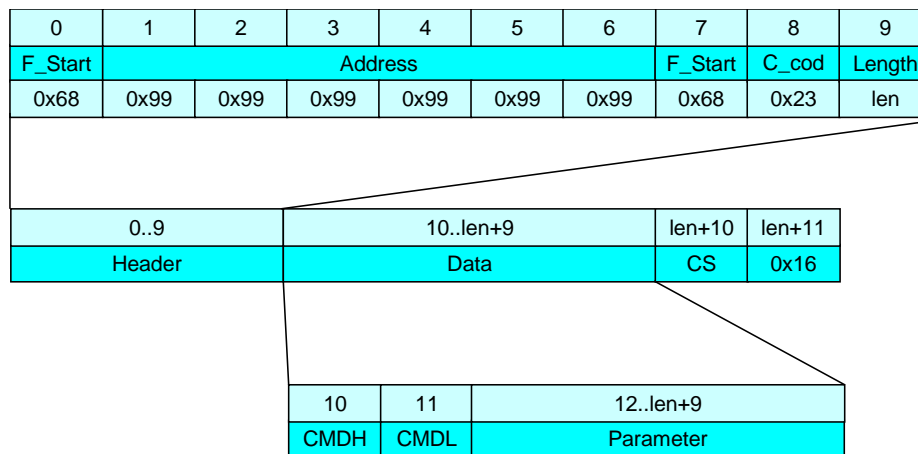 0 1 2 3 4 5 6 7 8 9
F_Start Address F_Start C_cod Length
0x68 0x99 0x99 0x99 0x99 0x99 0x99 0x68 0x23 len
0..9 10..len+9 len+10 len+11
Header Data CS 0x16
10 11 12..len+9
CMDH CMDL Parameter